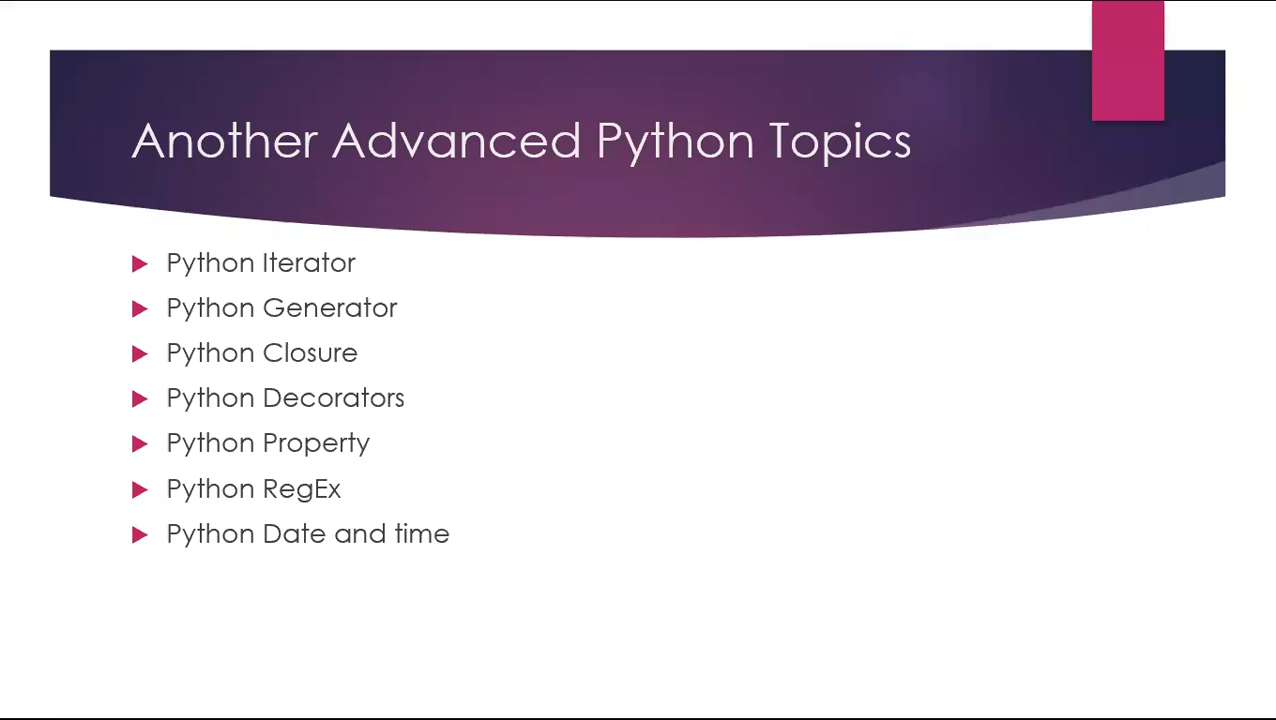 Another Advanced Python Topics
Python Iterator
Python Generator
Python Closure
Python Decorators
Python Property
Python RegEx
Python Date and time